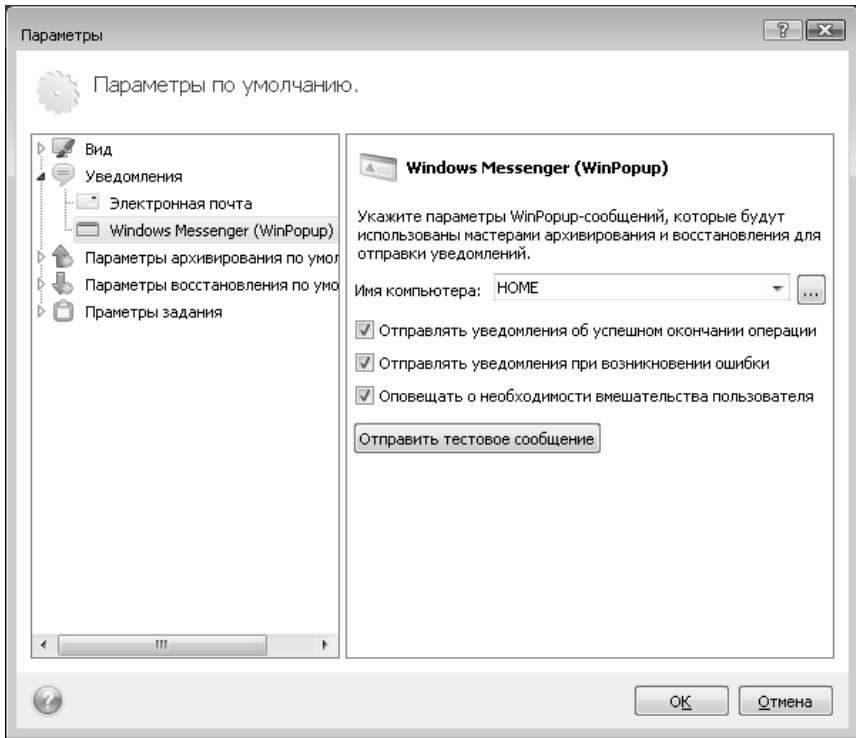 Параметры
Параметры по умолчанию.
Вид
Уведомления
Электронная почта
Windows Messenger (WinPopup)
Параметры архивирования по умол
Параметры восстановления по умо
Праметры задания
Windows Messenger (WinPopup)
Укажите параметры WinPopup-сообщений, которые будут
использованы мастерами архивирования и восстановления для
отправки уведомлений.
Имя компьютера: HOME ...
Отправлять уведомления об успешном окончании операции
Отправлять уведомления при возникновении ошибки
Оповещать о необходимости вмешательства пользователя
Отправить тестовое сообщение
ОК Отмена